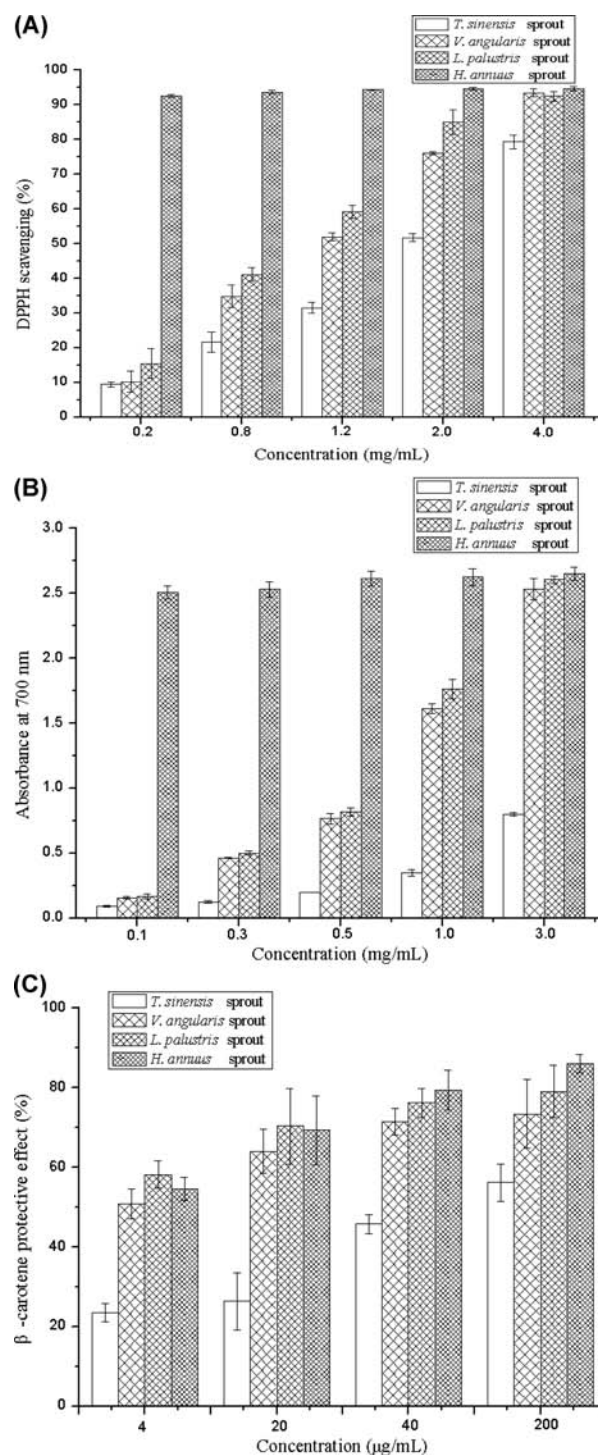 (A)
T. sinensis sprout
V. angularis sprout
L. palustris sprout
H. annuus sprout
100
90
80
70
60
50
40
30
20
10
0
DPPH scavenging (%)
0.2 0.8 1.2 2.0 4.0
Concentration (mg/mL)
(B)
T. sinensis sprout
V. angularis sprout
L. palustris sprout
H. annuus sprout
3.0
2.5
2.0
1.5
1.0
0.5
0.0
Absorbance at 700 nm
0.1 0.3 0.5 1.0 3.0
Concentration (mg/mL)
(C)
T. sinensis sprout
V. angularis sprout
L. palustris sprout
H. annuus sprout
100
80
60
40
20
0
β -carotene protective effect (%)
4 20 40 200
Concentration (μg/mL)